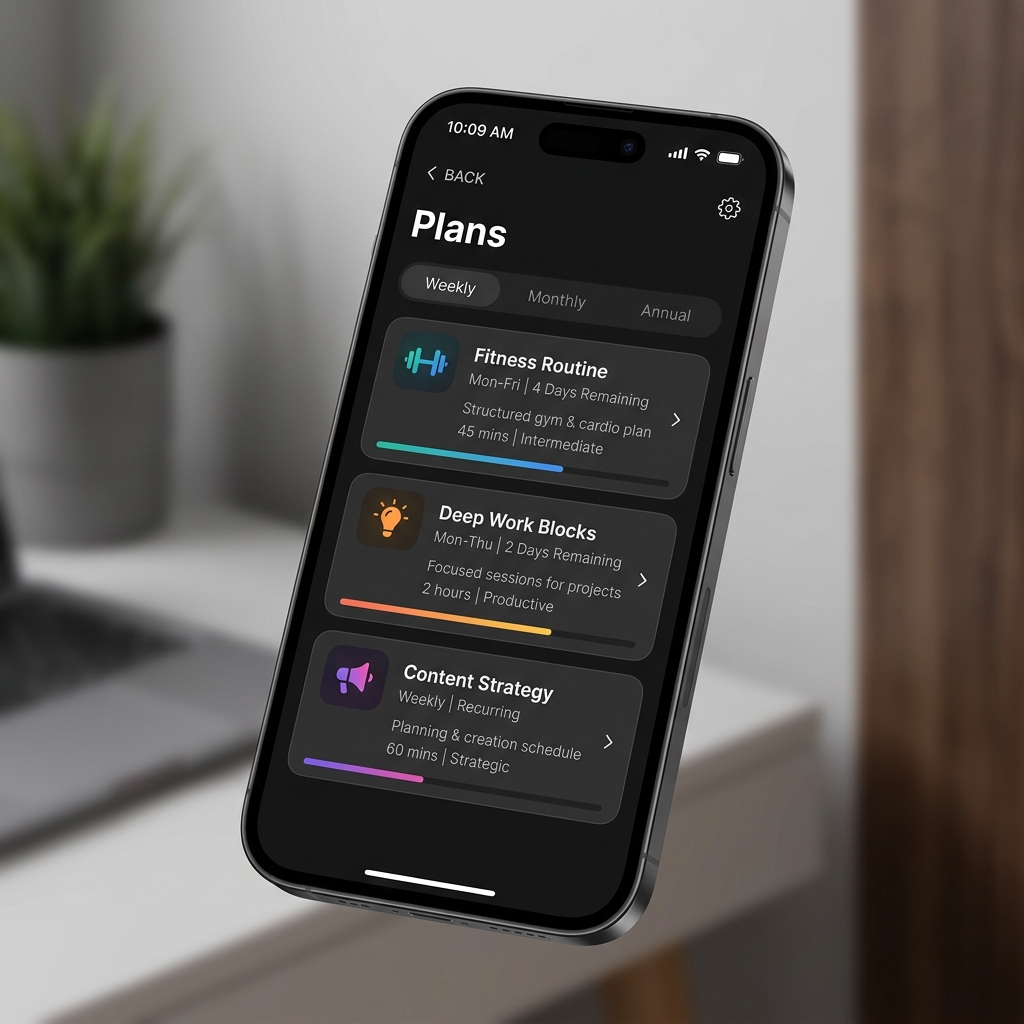 10:09 AM
BACK
Plans
Weekly Monthly Annual
Fitness Routine
Mon-Fri | 4 Days Remaining
Structured gym & cardio plan
45 mins | Intermediate
Deep Work Blocks
Mon-Thu | 2 Days Remaining
Focused sessions for projects
2 hours | Productive
Content Strategy
Weekly | Recurring
Planning & creation schedule
60 mins | Strategic